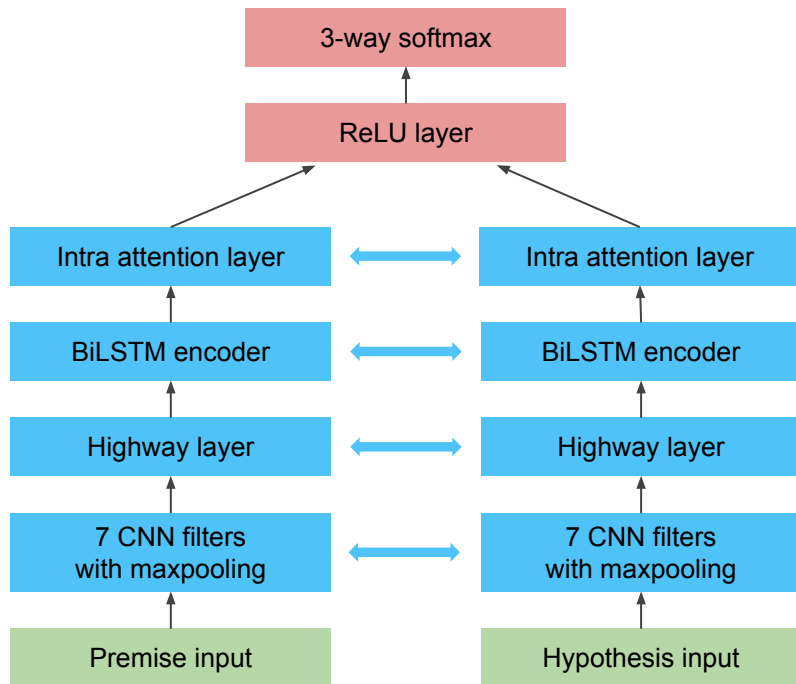 3-way softmax
ReLU layer
Intra attention layer
Intra attention layer
BiLSTM encoder
BiLSTM encoder
Highway layer
Highway layer
7 CNN filters
with maxpooling
7 CNN filters
with maxpooling
Premise input
Hypothesis input